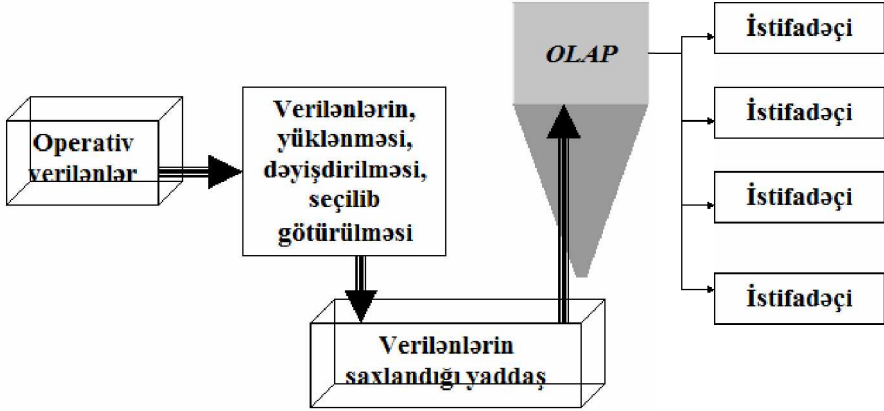 Operativ
verilənlər
Verilənlərin,
yüklənməsi,
dəyişdirilməsi,
seçilib
götürülməsi
Verilənlərin
saxlandığı yaddaş
OLAP
İstifadəçi
İstifadəçi
İstifadəçi
İstifadəçi